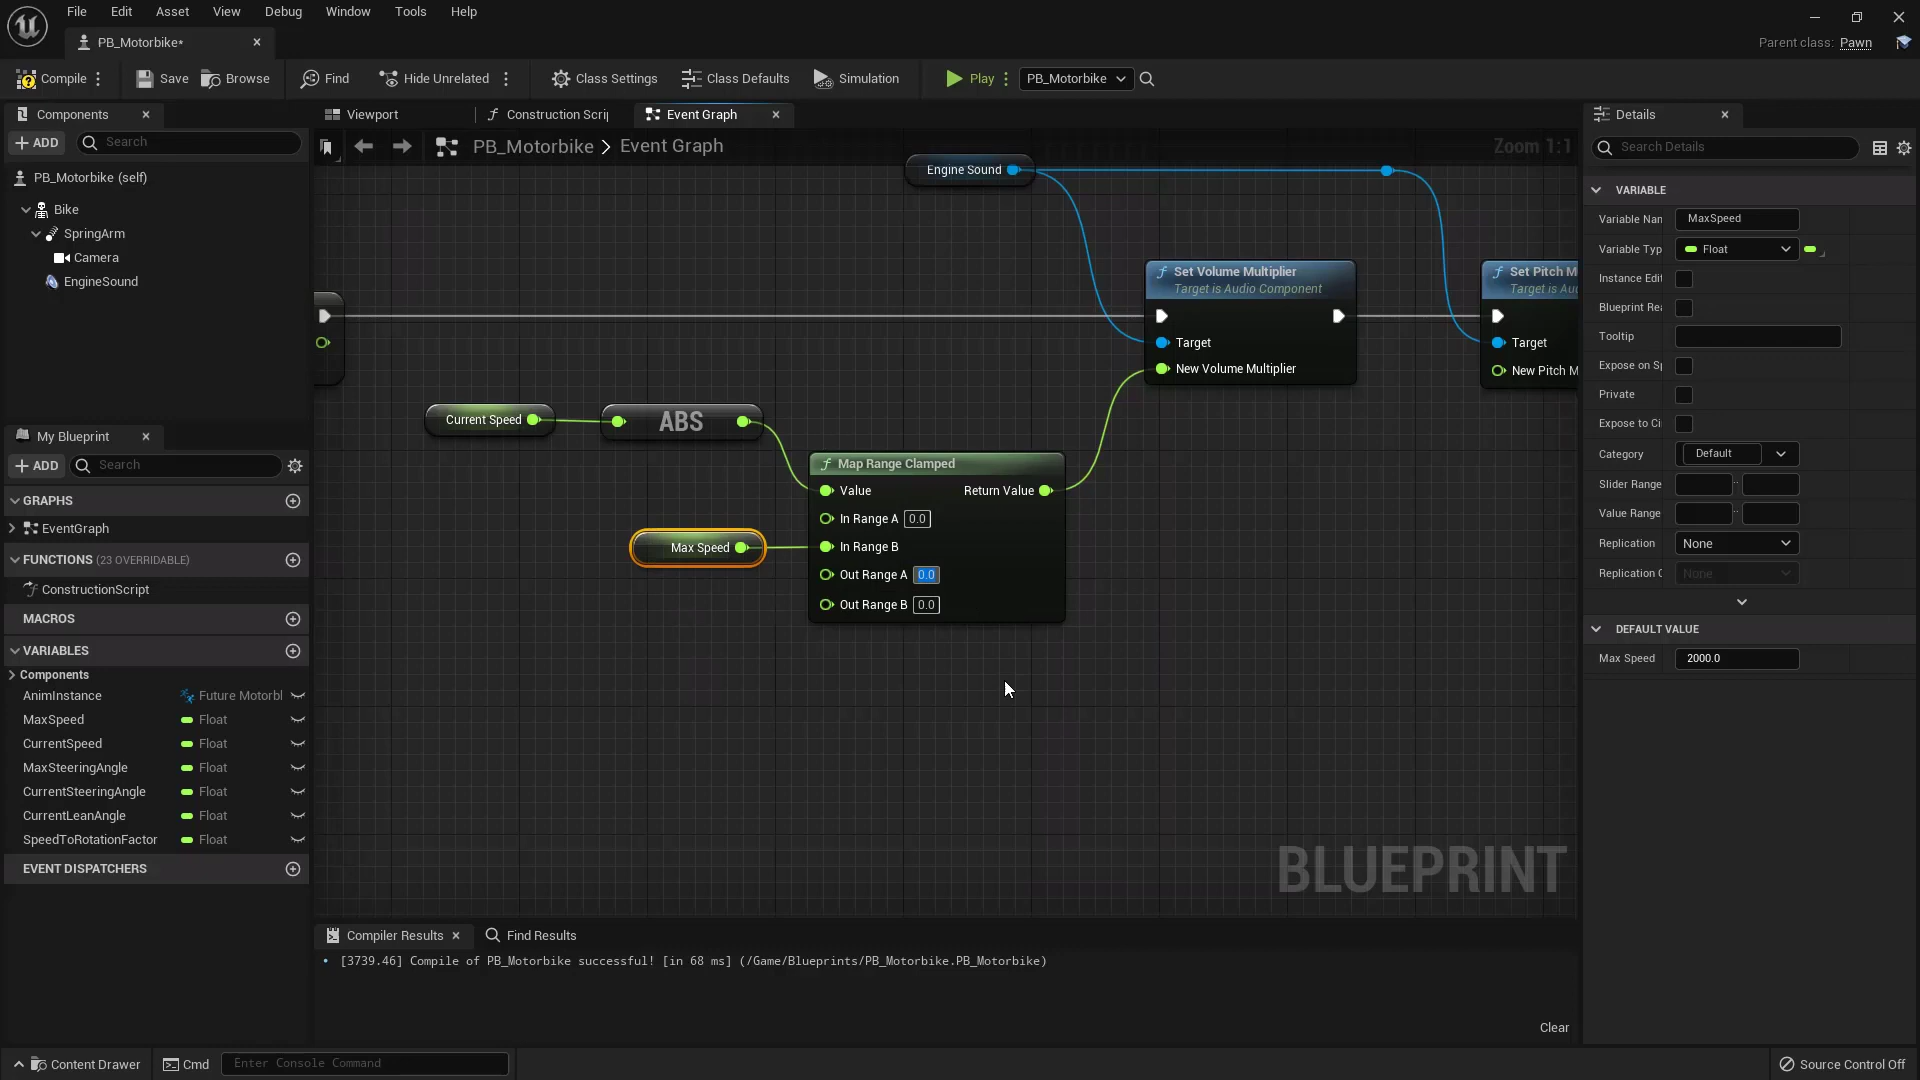 File Edit Asset View Debug Window Tools Help
PB_Motorbike*
Parent class: Pawn
Compile Save Browse Find Hide Unrelated Class Settings Class Defaults Simulation Play PB_Motorbike
Components
ADD Search
PB_Motorbike (self)
Bike
SpringArm
Camera
EngineSound
My Blueprint
ADD Search
GRAPHS
EventGraph
FUNCTIONS (23 OVERRIDABLE)
ConstructionScript
MACROS
VARIABLES
Components
AnimInstance Future Motorbl
MaxSpeed Float
CurrentSpeed Float
MaxSteeringAngle Float
CurrentSteeringAngle Float
CurrentLeanAngle Float
SpeedToRotationFactor Float
EVENT DISPATCHERS
Viewport Construction Scrip Event Graph
PB_Motorbike > Event Graph
Zoom 1:1
Engine Sound
Set Volume Multiplier
Target is Audio Component
Target
New Volume Multiplier
Set Pitch M
Target is Aud
Target
New Pitch M
Current Speed
ABS
Map Range Clamped
Value Return Value
In Range A 0.0
Max Speed
In Range B
Out Range A 0.0
Out Range B 0.0
BLUEPRINT
Compiler Results Find Results
• [3739.46] Compile of PB_Motorbike successful! [in 68 ms] (/Game/Blueprints/PB_Motorbike.PB_Motorbike)
Clear
Details
Search Details
VARIABLE
Variable Nam MaxSpeed
Variable Typ Float
Instance Edit
Blueprint Rea
Tooltip
Expose on Sp
Private
Expose to Ci
Category Default
Slider Range
Value Range
Replication None
Replication C None
DEFAULT VALUE
Max Speed 2000.0
Content Drawer Cmd Enter Console Command
Source Control Off